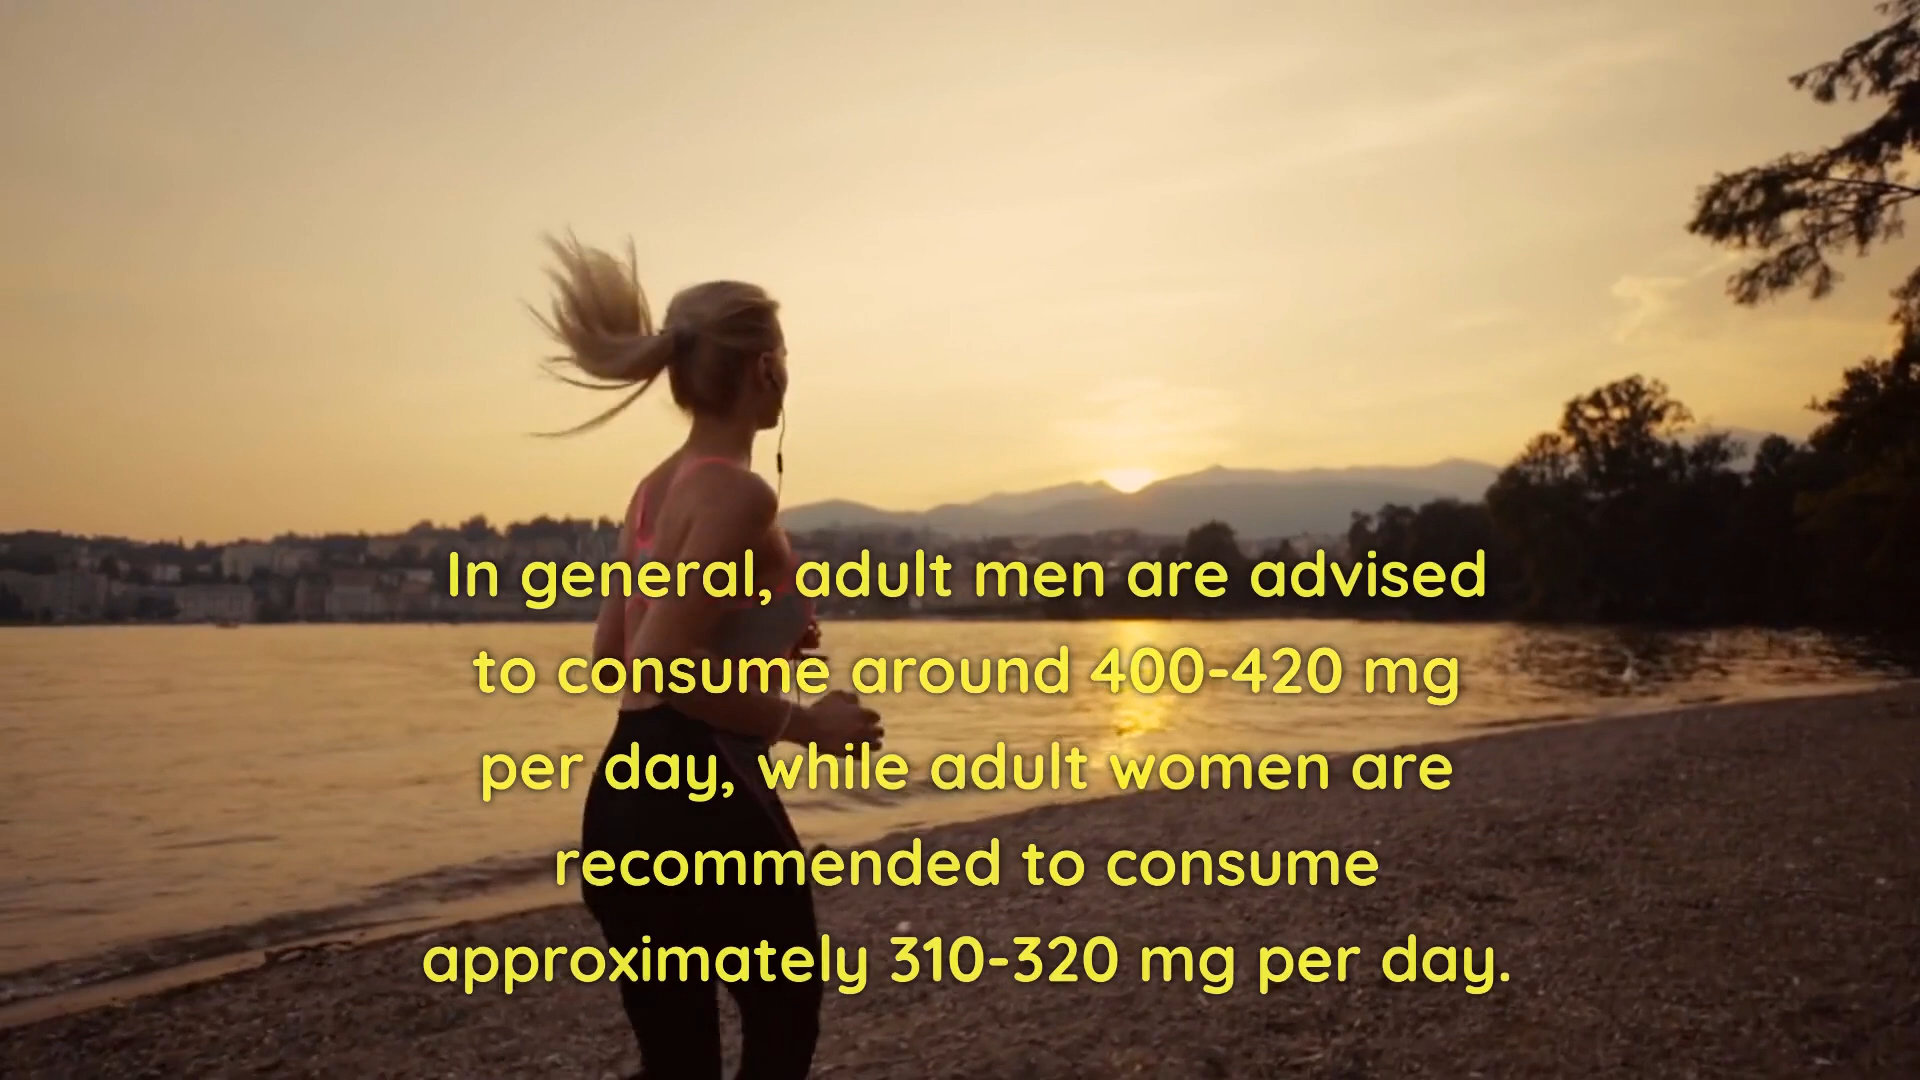 In general, adult men are advised
to consume around 400-420 mg
per day, while adult women are
recommended to consume
approximately 310-320 mg per day.